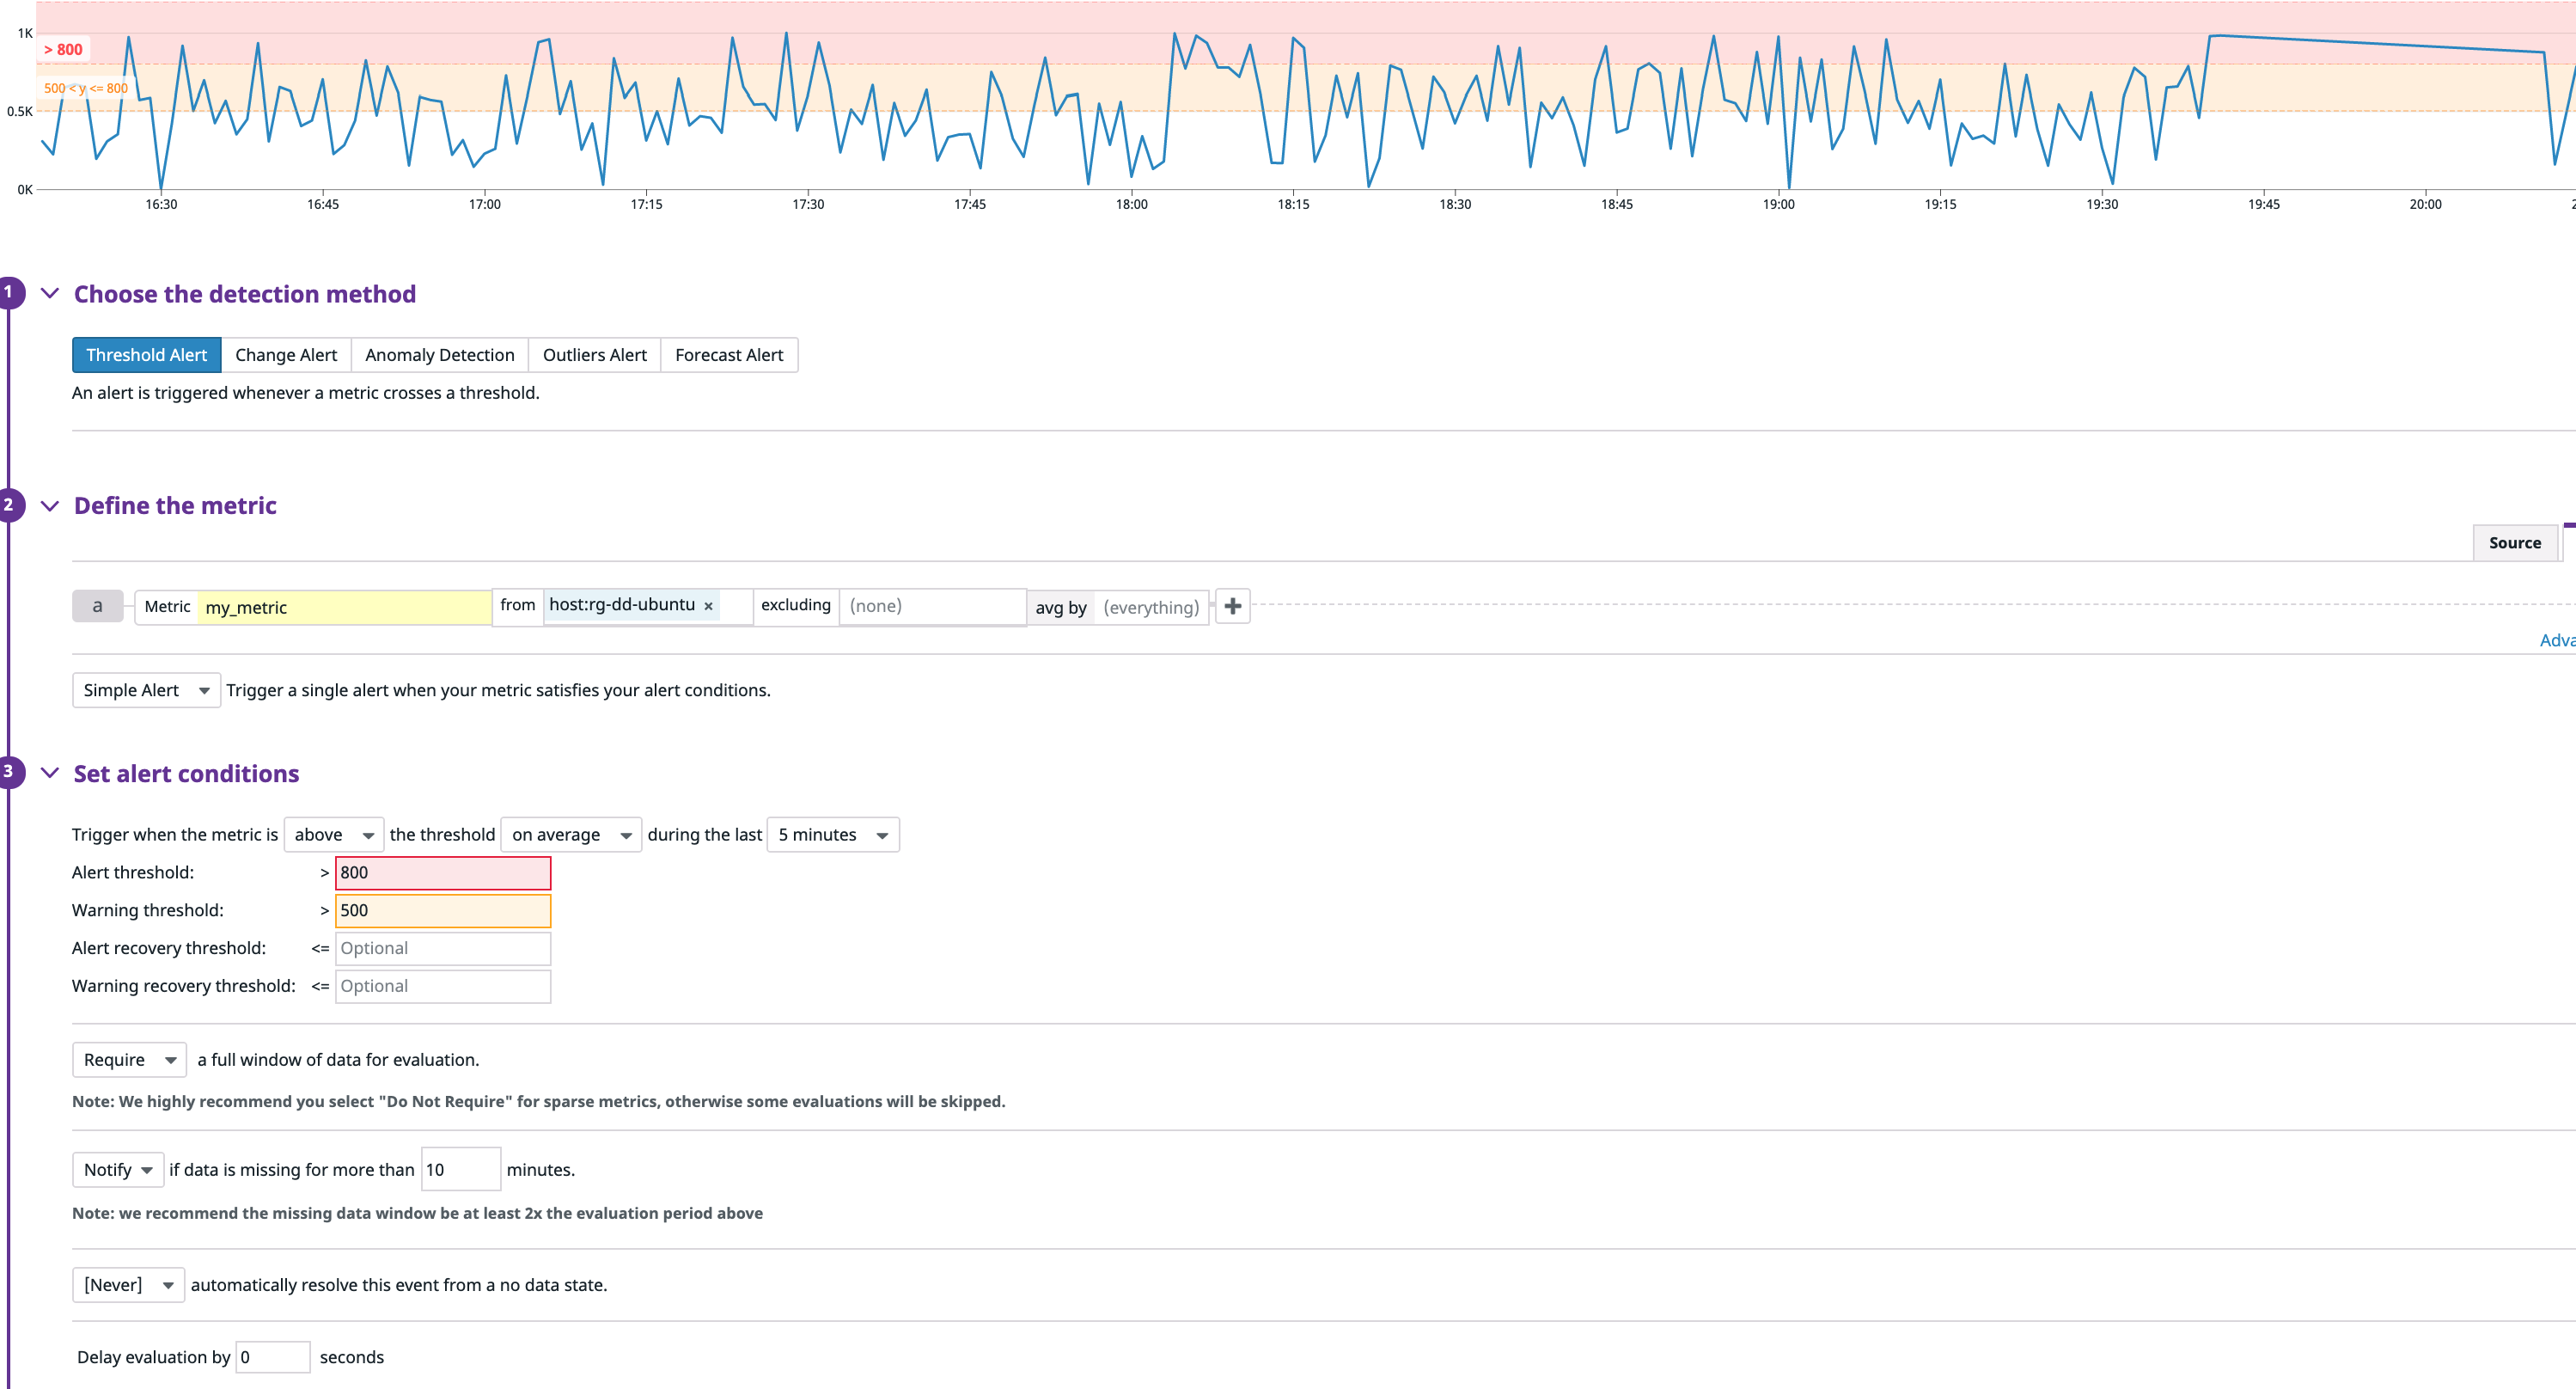 1K
> 800
500 < y <= 800
0.5K
0K
16:30 16:45 17:00 17:15 17:30 17:45 18:00 18:15 18:30 18:45 19:00 19:15 19:30 19:45 20:00 2
1 Choose the detection method
Threshold Alert Change Alert Anomaly Detection Outliers Alert Forecast Alert
An alert is triggered whenever a metric crosses a threshold.
2 Define the metric
Source
a Metric my_metric from host:rg-dd-ubuntu × excluding (none) avg by (everything) +
Adva
Simple Alert Trigger a single alert when your metric satisfies your alert conditions.
3 Set alert conditions
Trigger when the metric is above the threshold on average during the last 5 minutes
Alert threshold: > 800
Warning threshold: > 500
Alert recovery threshold: <= Optional
Warning recovery threshold: <= Optional
Require a full window of data for evaluation.
Note: We highly recommend you select "Do Not Require" for sparse metrics, otherwise some evaluations will be skipped.
Notify if data is missing for more than 10 minutes.
Note: we recommend the missing data window be at least 2x the evaluation period above
[Never] automatically resolve this event from a no data state.
Delay evaluation by 0 seconds